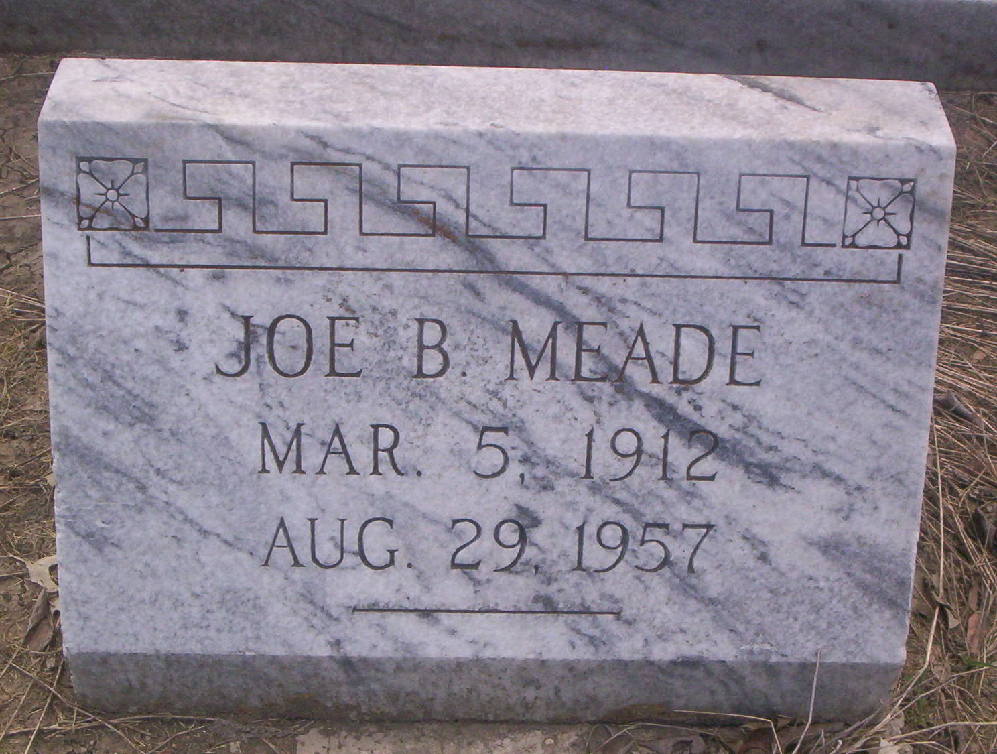 JOE B. MEADE
MAR. 5, 1912
AUG. 29, 1957